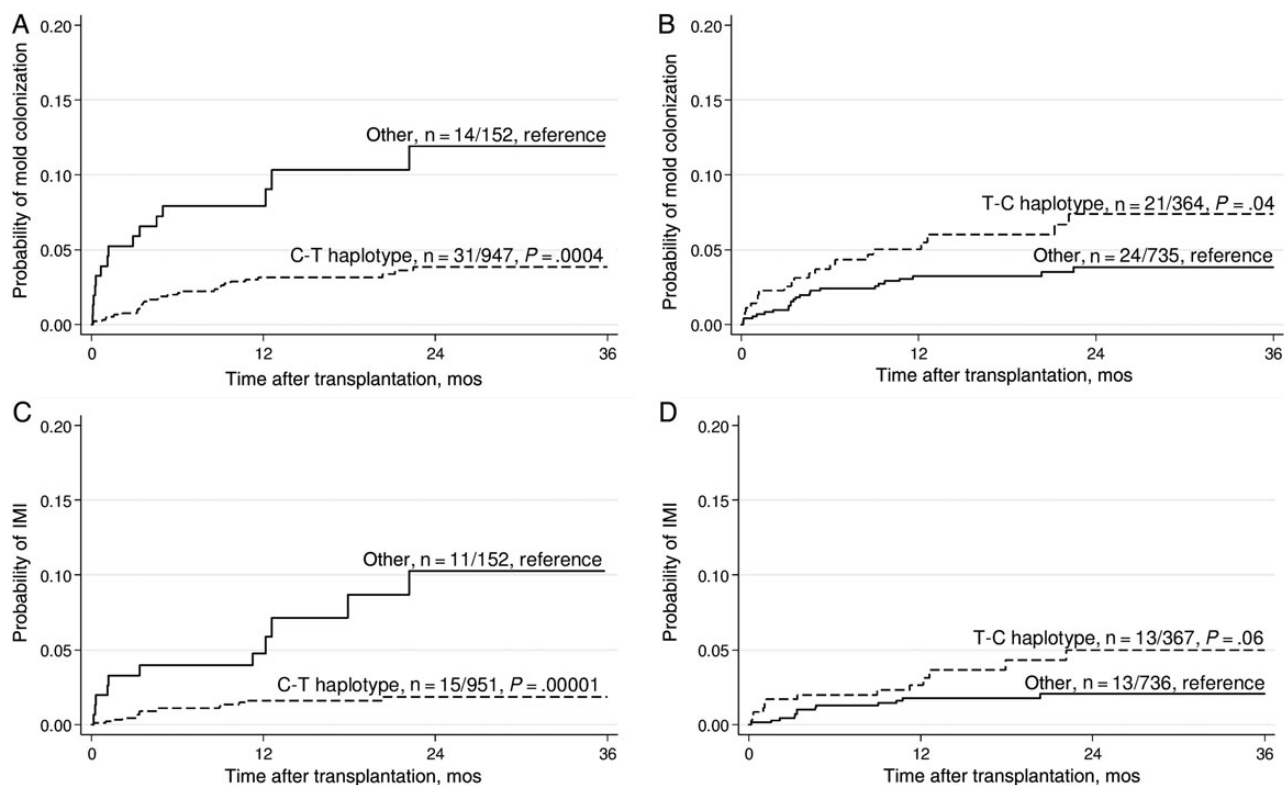 A
Probability of mold colonization
0.20
0.15
0.10
0.05
0.00
Other, n = 14/152, reference
C-T haplotype, n = 31/947, P = .0004
0 12 24 36
Time after transplantation, mos
B
Probability of mold colonization
0.20
0.15
0.10
0.05
0.00
T-C haplotype, n = 21/364, P = .04
Other, n = 24/735, reference
0 12 24 36
Time after transplantation, mos
C
Probability of IMI
0.20
0.15
0.10
0.05
0.00
Other, n = 11/152, reference
C-T haplotype, n = 15/951, P = .00001
0 12 24 36
Time after transplantation, mos
D
Probability of IMI
0.20
0.15
0.10
0.05
0.00
T-C haplotype, n = 13/367, P = .06
Other, n = 13/736, reference
0 12 24 36
Time after transplantation, mos